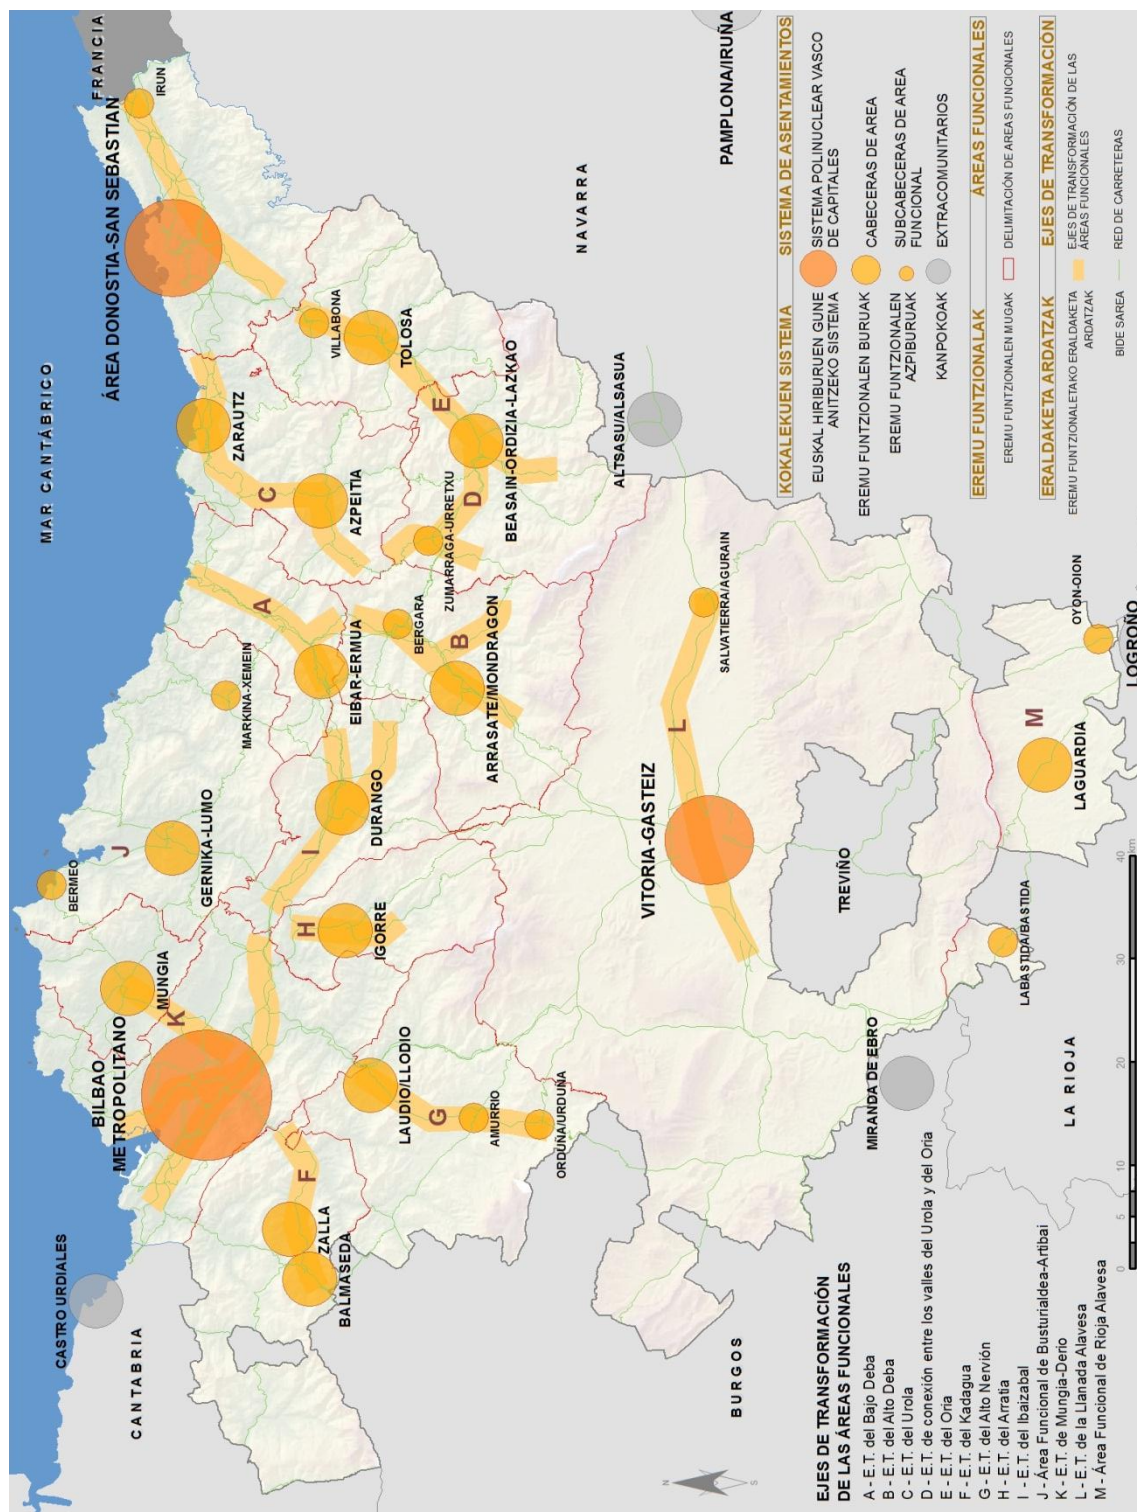 MAR CANTÁBRICO
FRANCIA
ÁREA DONOSTIA-SAN SEBASTIAN
IRUN
CASTRO URDIALES
CANTABRIA
BILBAO
METROPOLITANO
K
MUNGIA
BERMEO
J
GERNIKA-LUMO
MARKINA-XEMEIN
A
C
ZARAUTZ
AZPEITIA
VILLABONA
TOLOSA
E
EIBAR-ERMUA
BERGARA
B
ARRASATE/MONDRAGON
ZUMARRAGA-URRETXU
D
BEASAIN-ORDIZIA-LAZKAO
I
DURANGO
H
IGORRE
F
ZALLA
BALMASEDA
LAUDIO/LLODIO
G
AMURRIO
ORDUÑA/URDUÑA
ALTSASU/ALSASUA
NAVARRA
PAMPLONA/IRUÑA
VITORIA-GASTEIZ
L
SALVATIERRA/AGURAIN
TREVIÑO
BURGOS
MIRANDA DE EBRO
LABASTIDA/BASTIDA
LA RIOJA
M
LAGUARDIA
OYON-OION
LOGROÑO
N
S
EJES DE TRANSFORMACIÓN
DE LAS ÁREAS FUNCIONALES
A - E.T. del Bajo Deba
B - E.T. del Alto Deba
C - E.T. del Urola
D - E.T. de conexión entre los valles del Urola y del Oria
E - E.T. del Oria
F - E.T. del Kadagua
G - E.T. del Alto Nervión
H - E.T. del Arratia
I - E.T. del Ibaizabal
J - Área Funcional de Busturialdea-Artibai
K - E.T. de Mungia-Derio
L - E.T. de la Llanada Alavesa
M - Área Funcional de Rioja Alavesa
0 5 10 20 30 40 km
KOKALEKUEN SISTEMA SISTEMA DE ASENTAMIENTOS
EUSKAL HIRIBURUEN GUNE SISTEMA POLINUCLEAR VASCO
ANITZEKO SISTEMA DE CAPITALES
EREMU FUNTZIONALEN BURUAK CABECERAS DE AREA
EREMU FUNTZIONALEN SUBCABECERAS DE AREA
AZPIBURUAK FUNCIONAL
KANPOKOAK EXTRACOMUNITARIOS
EREMU FUNTZIONALAK ÁREAS FUNCIONALES
EREMU FUNTZIONALEN MUGAK DELIMITACIÓN DE AREAS FUNCIONALES
ERALDAKETA ARDATZAK EJES DE TRANSFORMACIÓN
EREMU FUNTZIONALETAKO ERALDAKETA EJES DE TRANSFORMACIÓN DE LAS
ARDATZAK ÁREAS FUNCIONALES
BIDE SAREA RED DE CARRETERAS